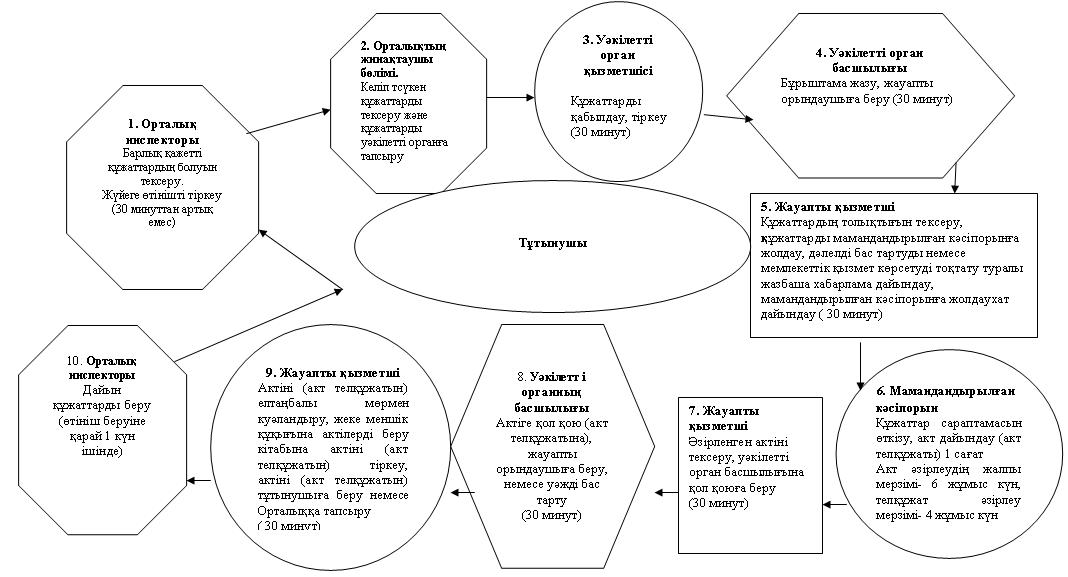 1. Орталық
инспекторы
Барлық қажетті
құжаттардың болуын
тексеру.
Жүйеге өтінішті тіркеу
(30 минуттан артық
емес)
2. Орталықтың
жинақтаушы
бөлімі.
Келіп тсүкен
құжаттарды
тексеру және
құжаттарды
уәкілетті органға
тапсыру
3. Уәкілетті
орган
қызметшісі
Құжаттарды
қабылдау, тіркеу
(30 минут)
4. Уәкілетті орган
басшылығы
Бұрыштама жазу, жауапты
орындаушыға беру (30 минут)
Тұтынушы
5. Жауапты қызметші
Құжаттардың толықтығын тексеру,
құжаттарды мамандандырылған кәсіпорынға
жолдау, дәлелді бас тартуды немесе
мемлекеттік қызмет көрсетуді тоқтату туралы
жазбаша хабарлама дайындау,
мамандандырылған кәсіпорынға жолдаухат
дайындау ( 30 минут)
6. Мамандандырылған
кәсіпорын
Құжаттар сараптамасын
өткізу, акт дайындау (акт
телқұжаты) 1 сағат
Акт әзірлеудің жалпы
мерзімі- 6 жұмыс күн,
телқұжат әзірлеу
мерзімі- 4 жұмыс күн
7. Жауапты
қызметші
Әзірленген актіні
тексеру, уәкілетті
орган басшылығына
қол қоюға беру
(30 минут)
8. Уәкілетт і
органның
басшылығы
Актіге қол қою (акт
телқұжатына),
жауапты
орындаушыға беру,
немесе уәжді бас
тарту
(30 минут)
9. Жауапты қызметші
Актіні (акт телқұжатын)
елтаңбалы мөрмен
куәландыру, жеке меншік
құқығына актілерді беру
кітабына актіні (акт
телқұжатын) тіркеу,
актіні (акт телқұжатын)
тұтынушыға беру немесе
Орталыққа тапсыру
( 30 минут)
10. Орталық
инспекторы
Дайын
құжаттарды беру
(өтініш беруіне
қарай 1 күн
ішінде)